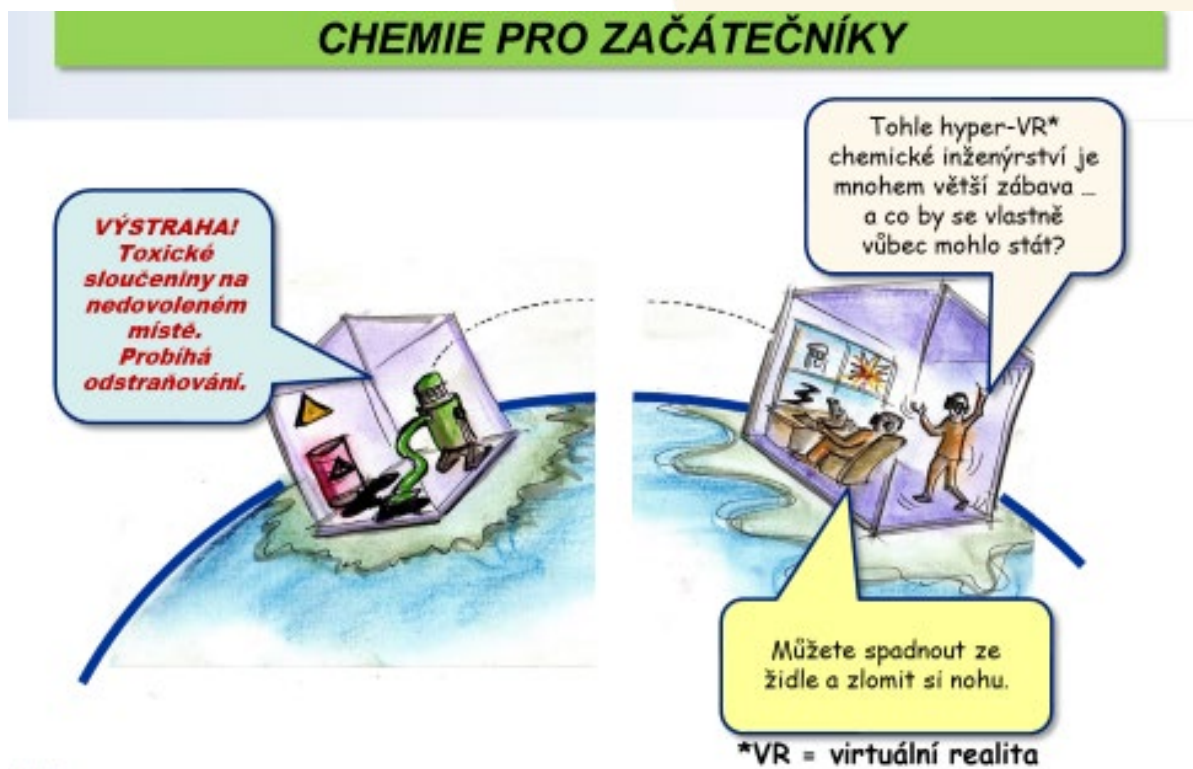 CHEMIE PRO ZAČÁTEČNÍKY
VÝSTRAHA!
Toxické
sloučeniny na
nedovoleném
místě.
Probíhá
odstraňování.
Tohle hyper-VR*
chemické inženýrství je
mnohem větší zábava …
a co by se vlastně
vůbec mohlo stát?
Můžete spadnout ze
židle a zlomit si nohu.
*VR = virtuální realita